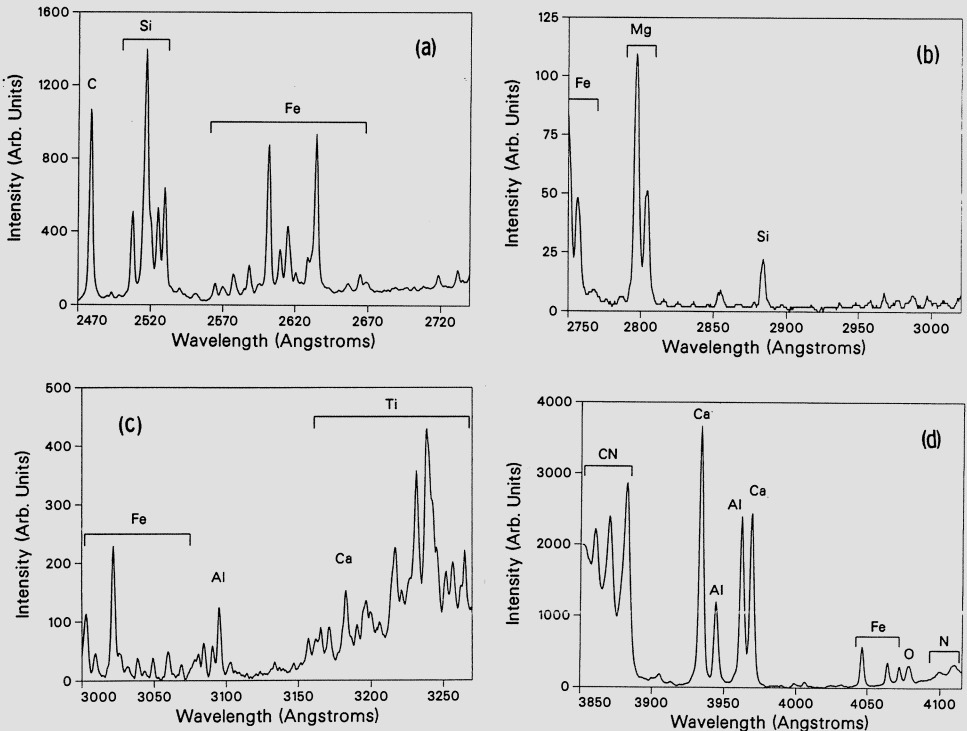 (a)
Intensity (Arb. Units)
1600
1200
800
400
0
C
Si
Fe
2470 2520 2570 2620 2670 2720
Wavelength (Angstroms)
(b)
Intensity (Arb. Units)
125
100
75
50
25
0
Fe
Mg
Si
2750 2800 2850 2900 2950 3000
Wavelength (Angstroms)
(c)
Intensity (Arb. Units)
500
400
300
200
100
0
Fe
Al
Ca
Ti
3000 3050 3100 3150 3200 3250
Wavelength (Angstroms)
(d)
Intensity (Arb. Units)
4000
3000
2000
1000
0
CN
Ca
Al
Al
Ca
Fe
O
N
3850 3900 3950 4000 4050 4100
Wavelength (Angstroms)